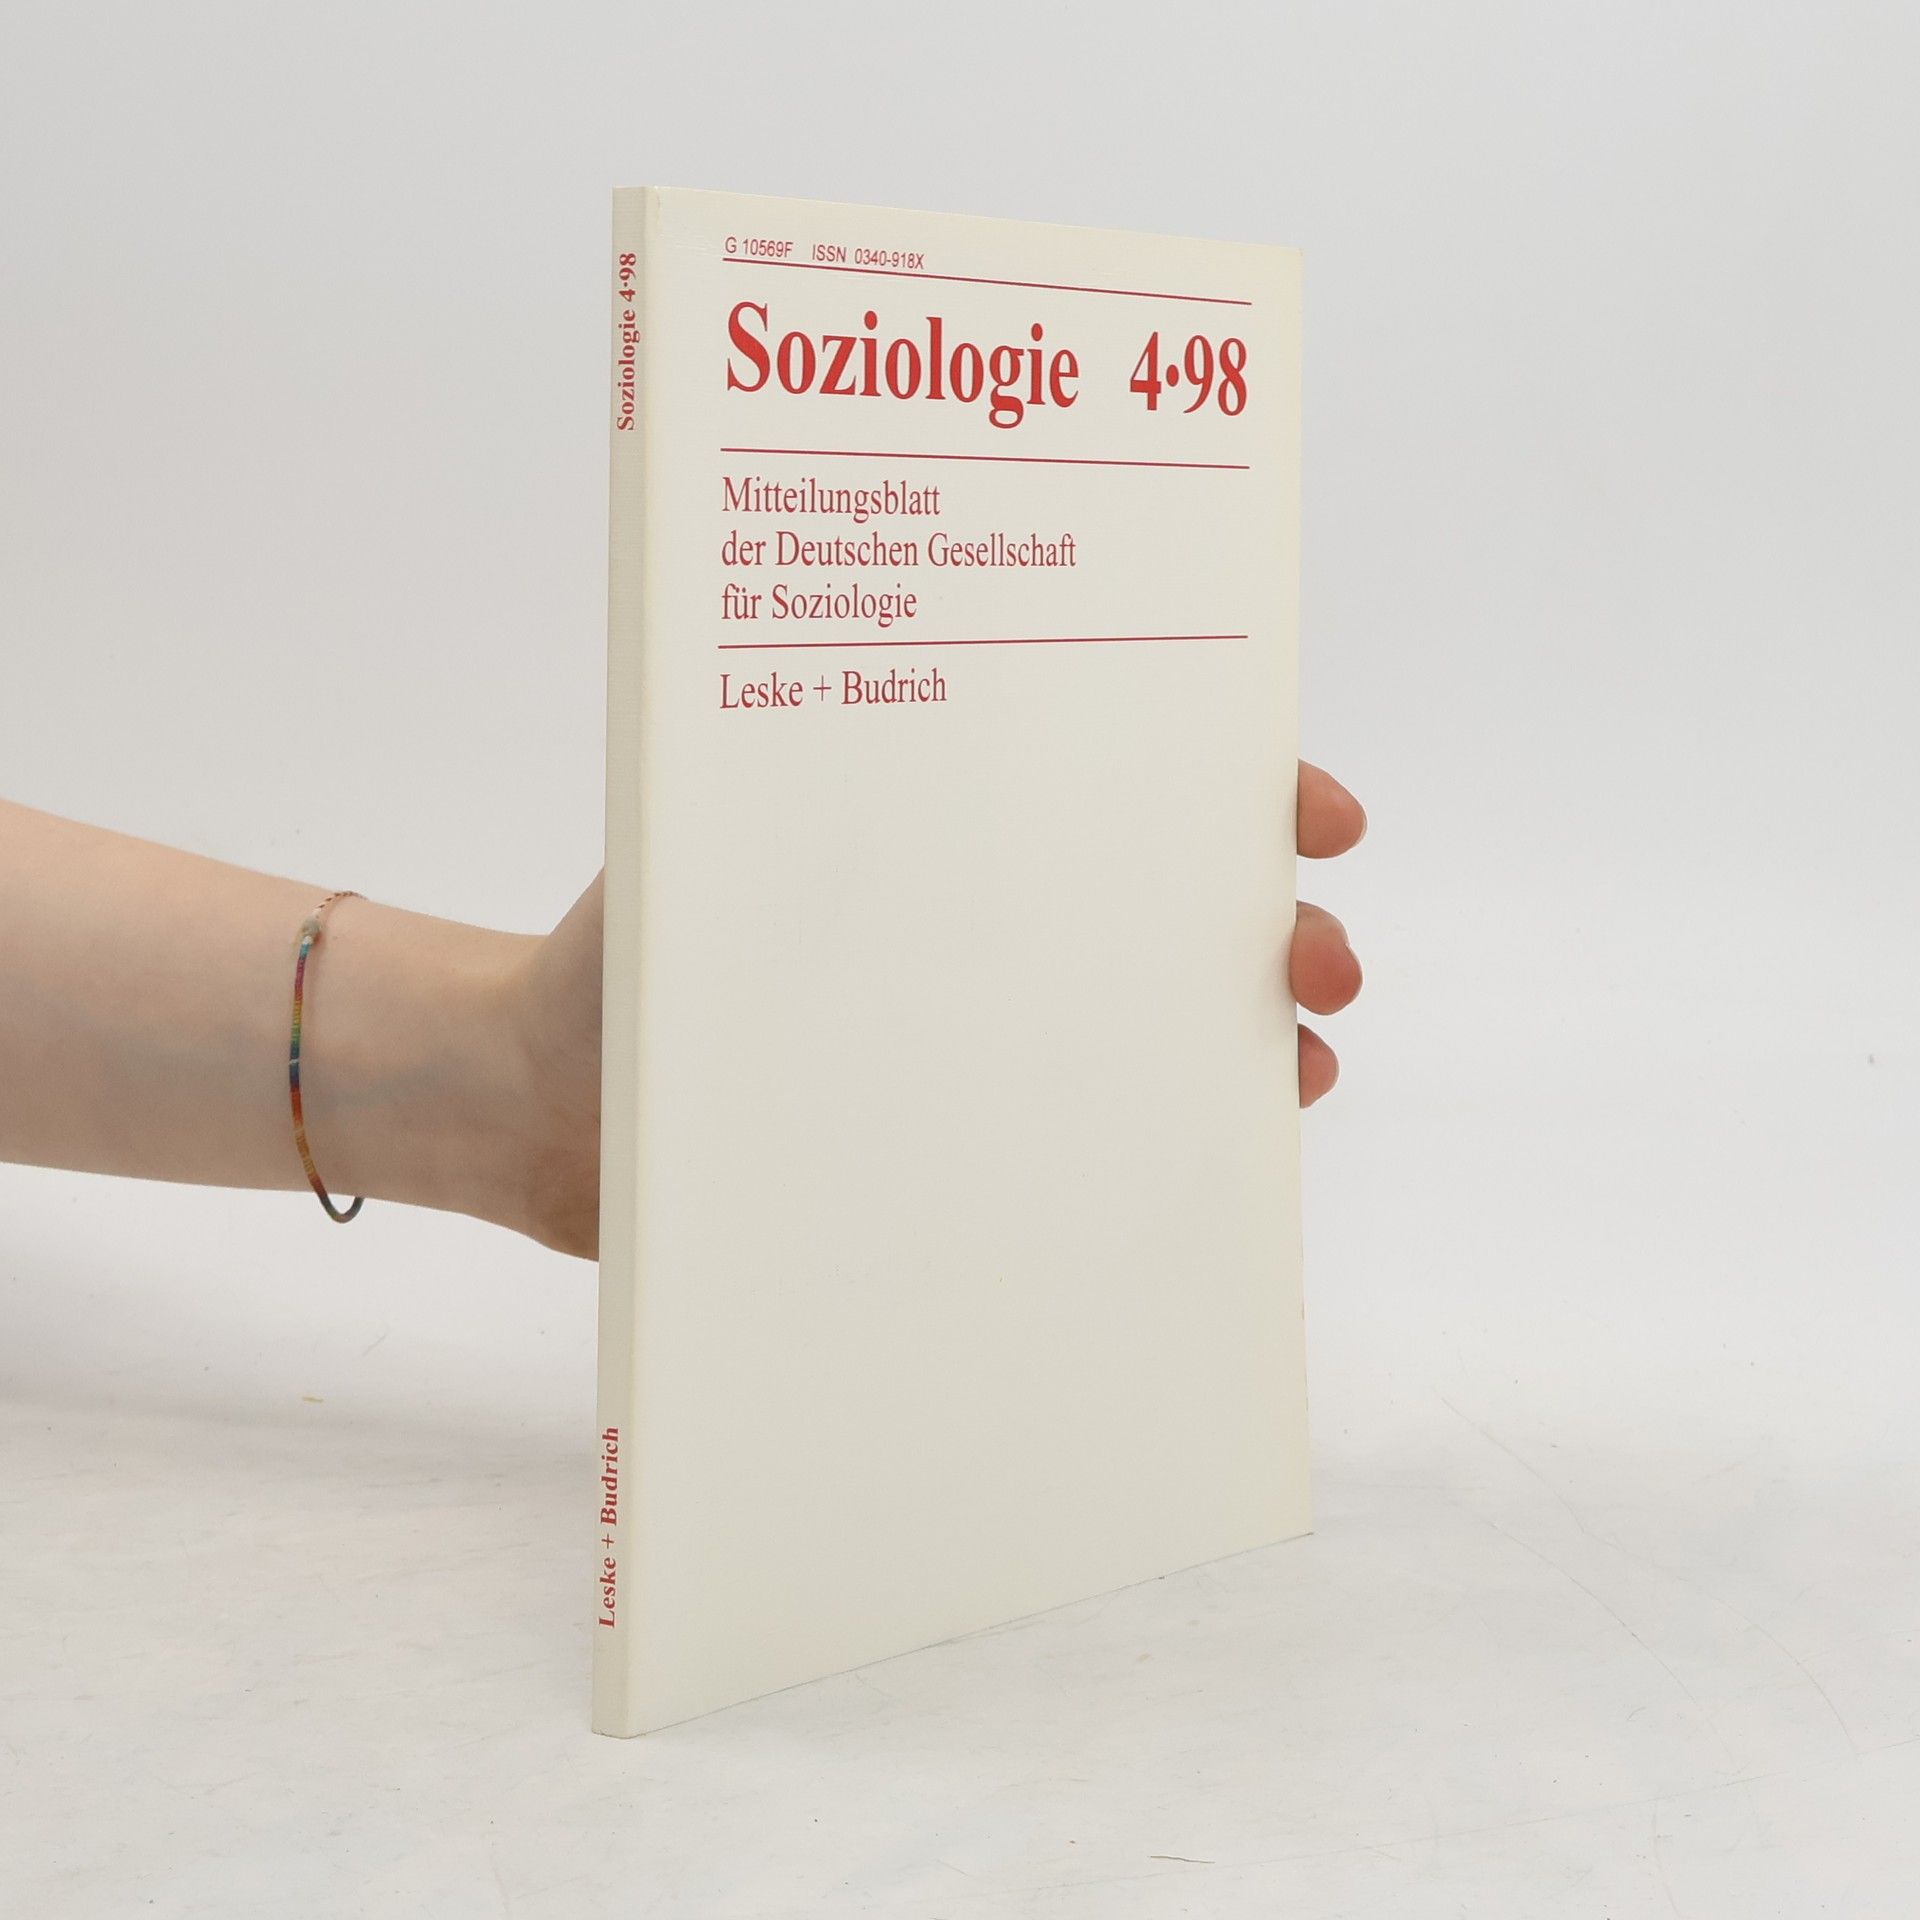 G 10569F ISSN 0340-918X
Soziologie 4•98
Mitteilungsblatt
der Deutschen Gesellschaft
für Soziologie
Leske + Budrich
Soziologie 4•98
Leske + Budrich